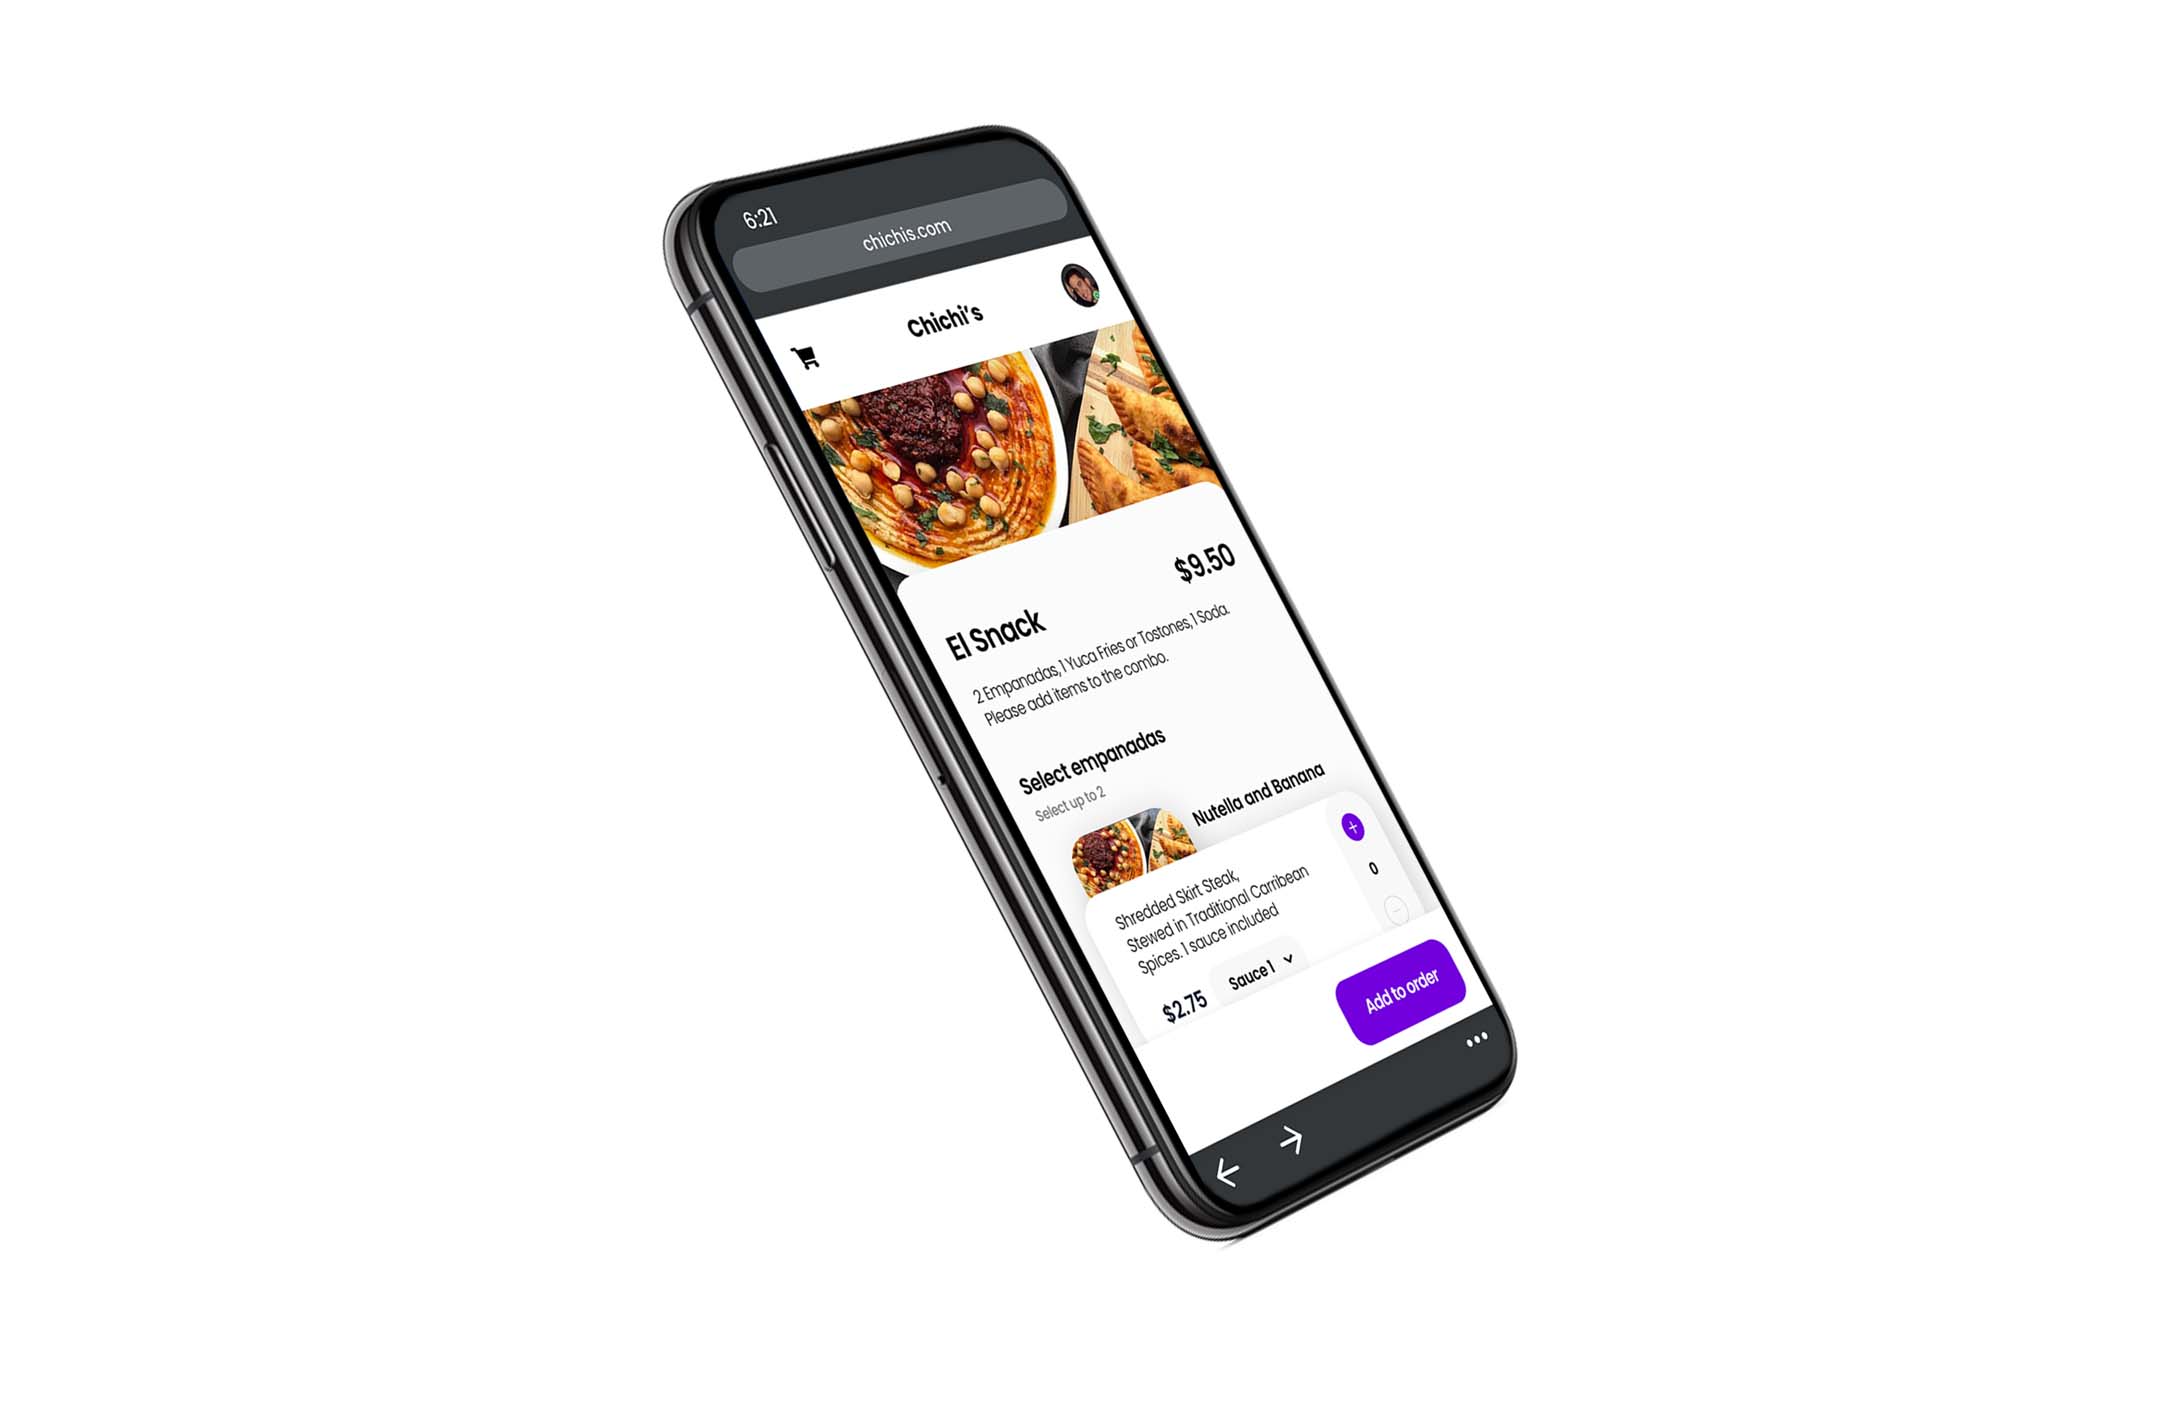 6:21
chichis.com
Chichi's
$9.50
El Snack
2 Empanadas, 1 Yuca Fries or Tostones, 1 Soda.
Please add items to the combo.
Select empanadas
Select up to 2
Nutella and Banana
Shredded Skirt Steak,
Stewed in Traditional Carribean
Spices. 1 sauce included
0
$2.75
Sauce 1
Add to order